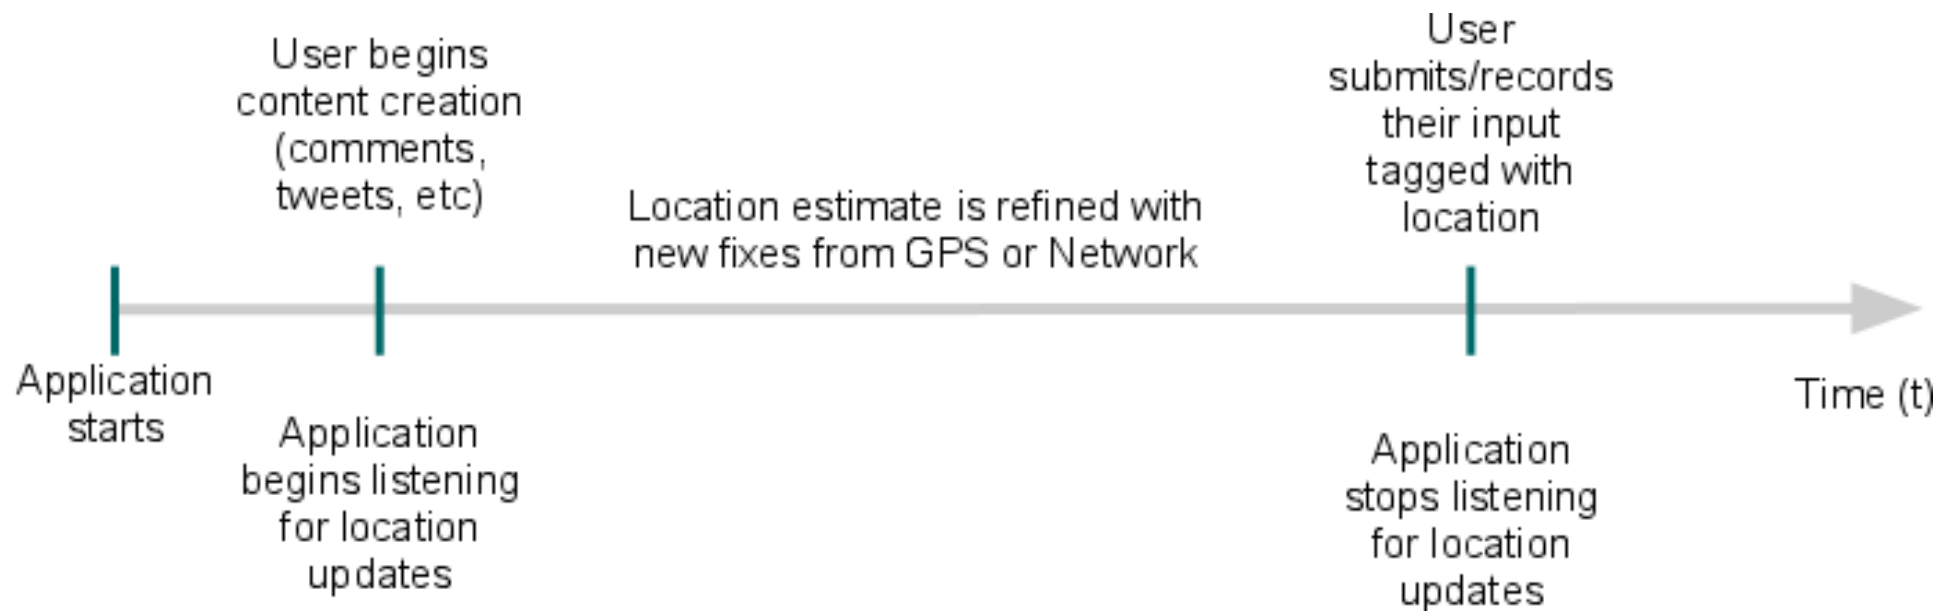 User begins
content creation
(comments,
tweets, etc)
Location estimate is refined with
new fixes from GPS or Network
User
submits/records
their input
tagged with
location
Application
starts
Application
begins listening
for location
updates
Application
stops listening
for location
updates
Time (t)